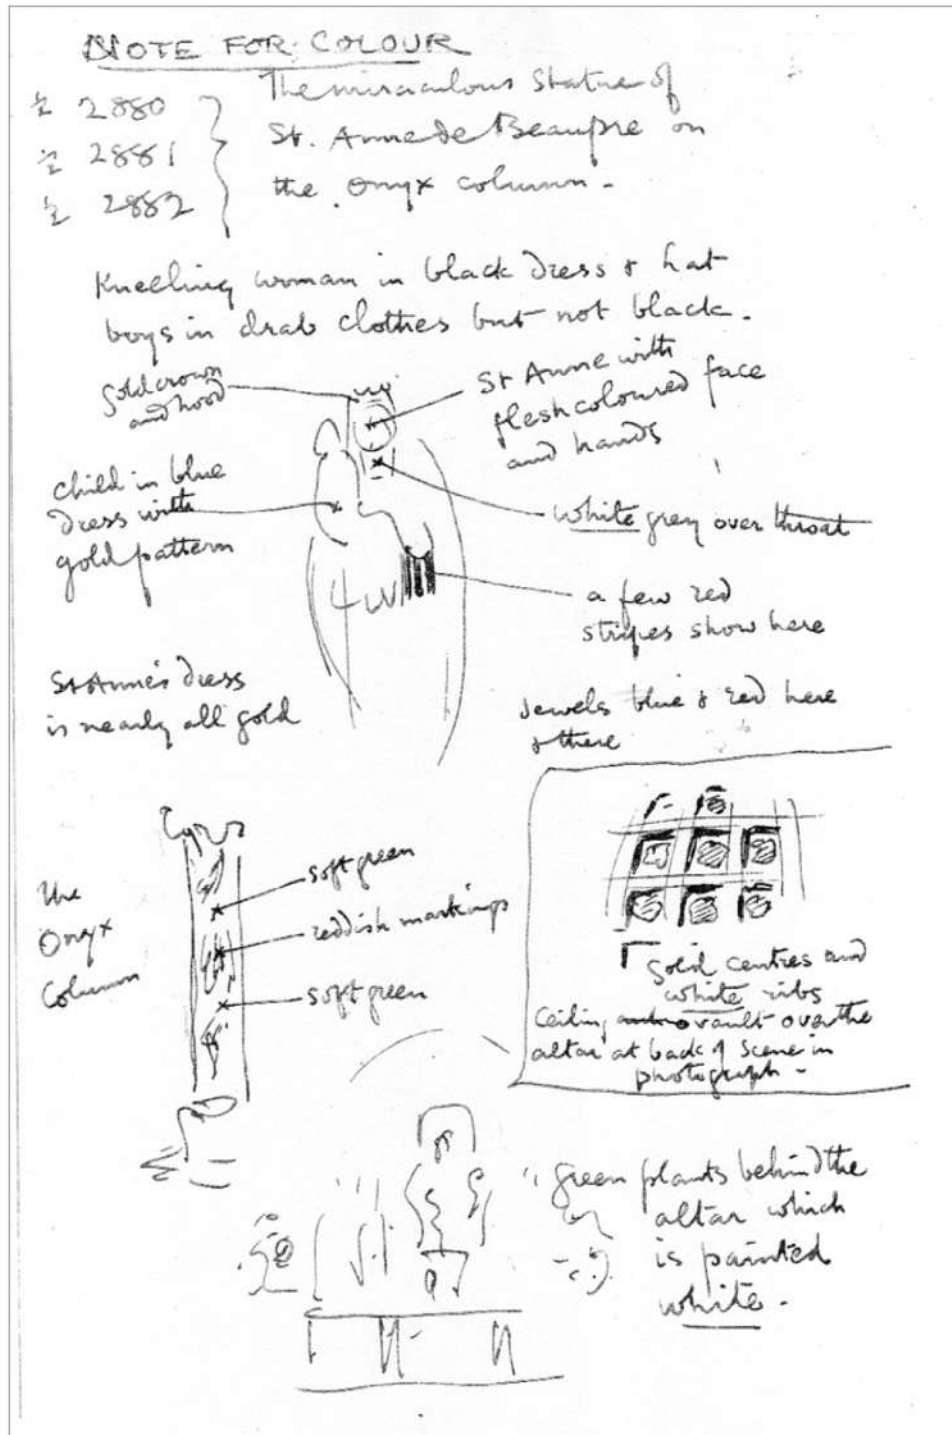 NOTE FOR COLOUR
½ 2880
½ 2881
½ 2882
The miraculous Statue of
St. Anne de Beaupre on
the Onyx column -
Kneeling woman in black dress & hat
boys in drab clothes but not black.
Gold crown
and hood
St Anne with
flesh coloured face
and hands
child in blue
dress with
gold pattern
white grey over throat
a few red
stripes show here
St Anne's dress
is nearly all gold
Jewels blue & red here
& there
The
Onyx
Column
soft green
reddish markings
soft green
Gold centres and
white ribs
Ceiling vault over the
altar at back of scene in
photograph -
green plants behind the
altar which
is painted
white -